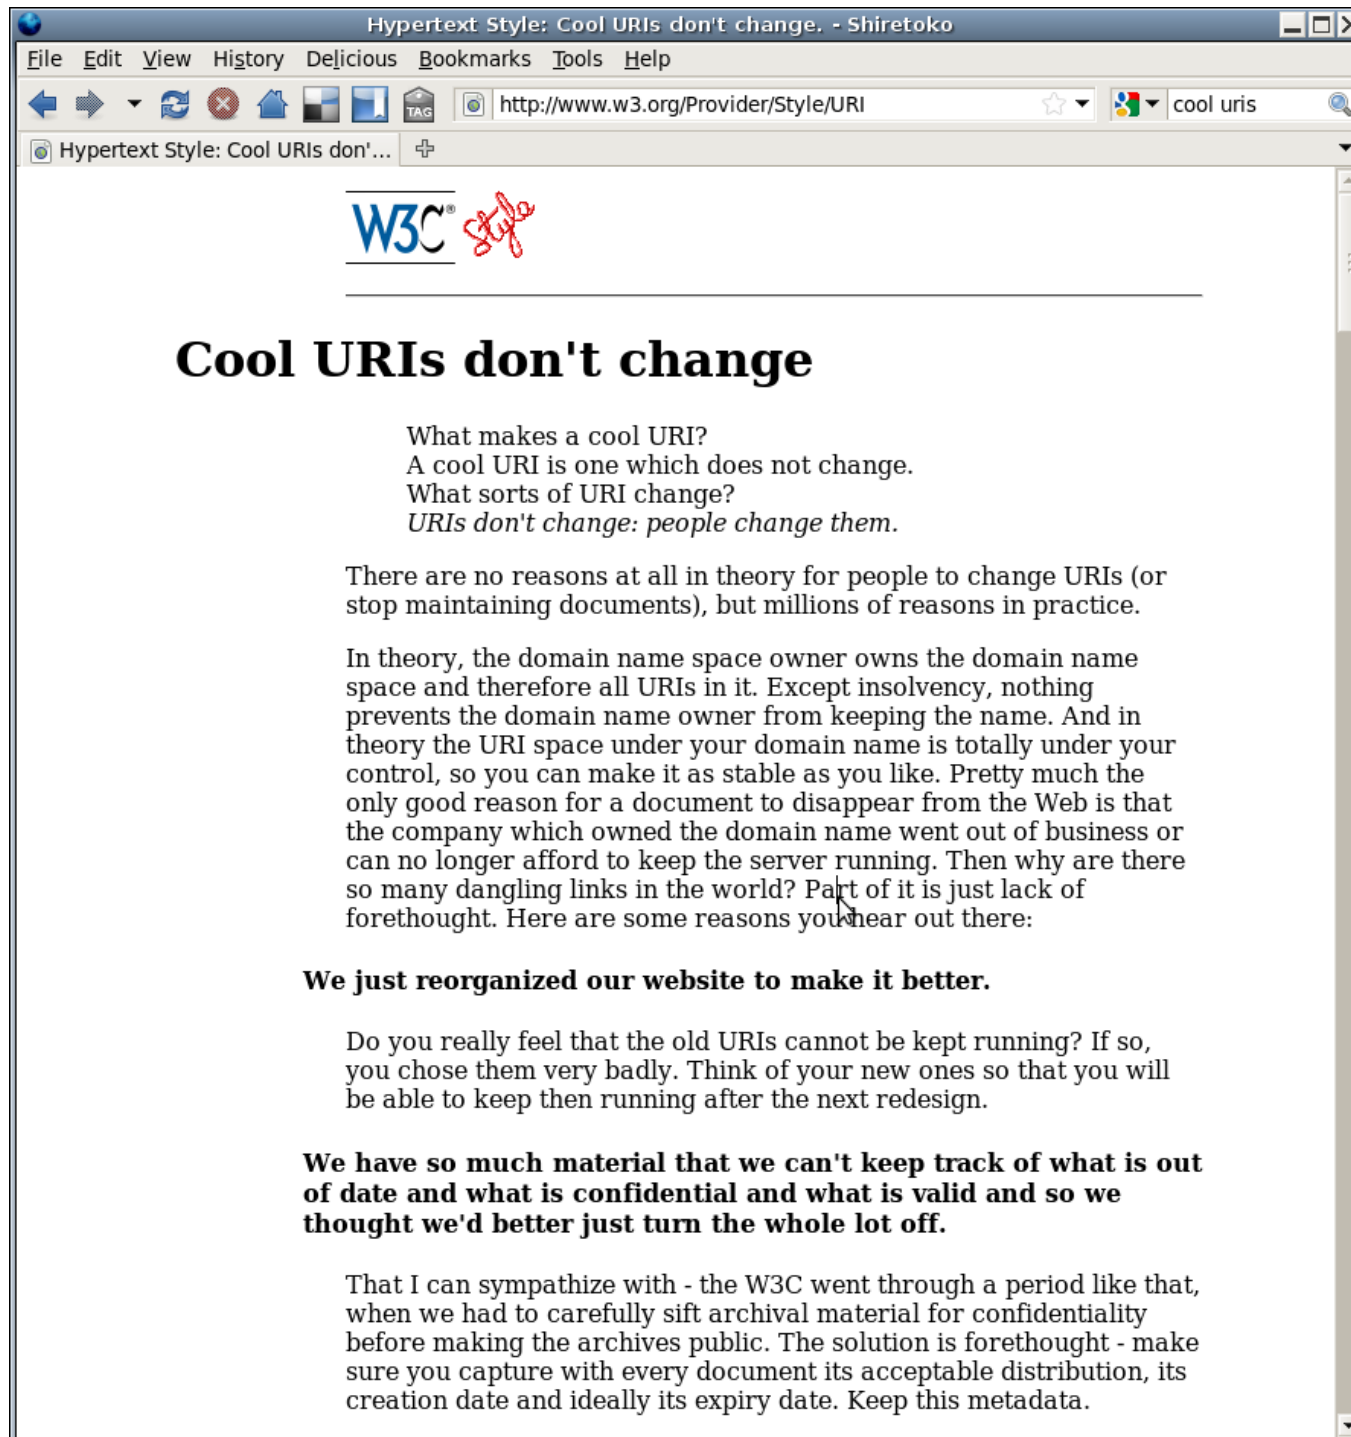 Hypertext Style: Cool URIs don't change. - Shiretoko
File Edit View History Delicious Bookmarks Tools Help
TAG http://www.w3.org/Provider/Style/URI cool uris
Hypertext Style: Cool URIs don'...
W3C® Style
Cool URIs don't change
What makes a cool URI?
A cool URI is one which does not change.
What sorts of URI change?
URIs don't change: people change them.
There are no reasons at all in theory for people to change URIs (or
stop maintaining documents), but millions of reasons in practice.
In theory, the domain name space owner owns the domain name
space and therefore all URIs in it. Except insolvency, nothing
prevents the domain name owner from keeping the name. And in
theory the URI space under your domain name is totally under your
control, so you can make it as stable as you like. Pretty much the
only good reason for a document to disappear from the Web is that
the company which owned the domain name went out of business or
can no longer afford to keep the server running. Then why are there
so many dangling links in the world? Part of it is just lack of
forethought. Here are some reasons you hear out there:
We just reorganized our website to make it better.
Do you really feel that the old URIs cannot be kept running? If so,
you chose them very badly. Think of your new ones so that you will
be able to keep then running after the next redesign.
We have so much material that we can't keep track of what is out
of date and what is confidential and what is valid and so we
thought we'd better just turn the whole lot off.
That I can sympathize with - the W3C went through a period like that,
when we had to carefully sift archival material for confidentiality
before making the archives public. The solution is forethought - make
sure you capture with every document its acceptable distribution, its
creation date and ideally its expiry date. Keep this metadata.